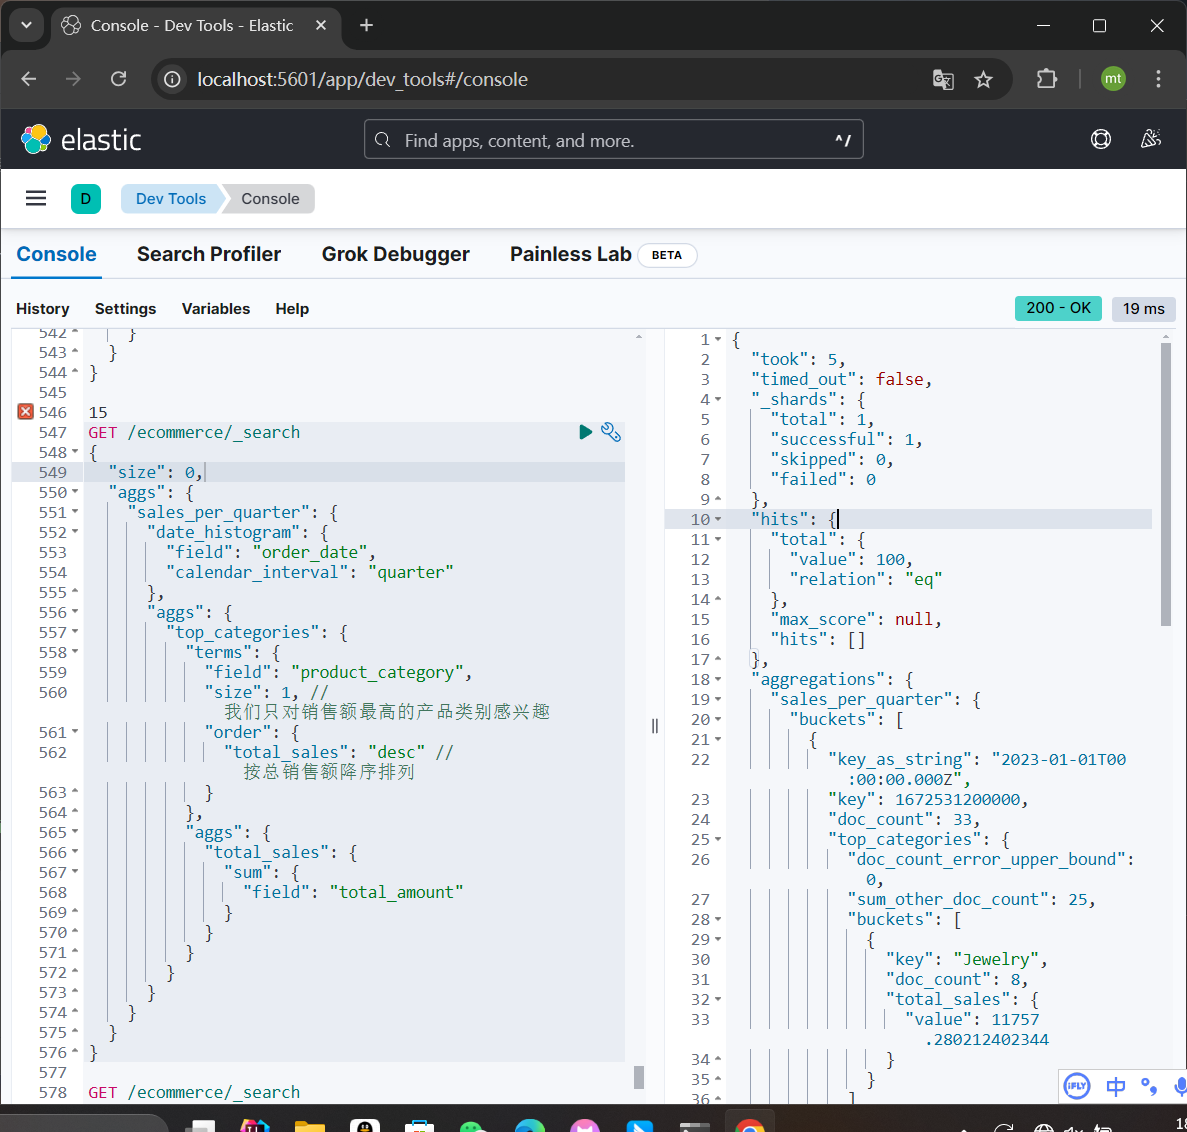 Console - Dev Tools - Elastic
localhost:5601/app/dev_tools#/console
mt
elastic
Find apps, content, and more.
^/
D
Dev Tools
Console
Console
Search Profiler
Grok Debugger
Painless Lab
BETA
History
Settings
Variables
Help
200 - OK
19 ms
542 }
543 }
544 }
545
546 15
547 GET /ecommerce/_search
548 {
549 "size": 0,
550 "aggs": {
551 "sales_per_quarter": {
552 "date_histogram": {
553 "field": "order_date",
554 "calendar_interval": "quarter"
555 },
556 "aggs": {
557 "top_categories": {
558 "terms": {
559 "field": "product_category",
560 "size": 1, //
我们只对销售额最高的产品类别感兴趣
561 "order": {
562 "total_sales": "desc" //
按总销售额降序排列
563 }
564 },
565 "aggs": {
566 "total_sales": {
567 "sum": {
568 "field": "total_amount"
569 }
570 }
571 }
572 }
573 }
574 }
575 }
576 }
577
578 GET /ecommerce/_search
1 {
2 "took": 5,
3 "timed_out": false,
4 "_shards": {
5 "total": 1,
6 "successful": 1,
7 "skipped": 0,
8 "failed": 0
9 },
10 "hits": {
11 "total": {
12 "value": 100,
13 "relation": "eq"
14 },
15 "max_score": null,
16 "hits": []
17 },
18 "aggregations": {
19 "sales_per_quarter": {
20 "buckets": [
21 {
22 "key_as_string": "2023-01-01T00
:00:00.000Z",
23 "key": 1672531200000,
24 "doc_count": 33,
25 "top_categories": {
26 "doc_count_error_upper_bound":
0,
27 "sum_other_doc_count": 25,
28 "buckets": [
29 {
30 "key": "Jewelry",
31 "doc_count": 8,
32 "total_sales": {
33 "value": 11757
.280212402344
34 }
35 }
36 ]
iFLY
中